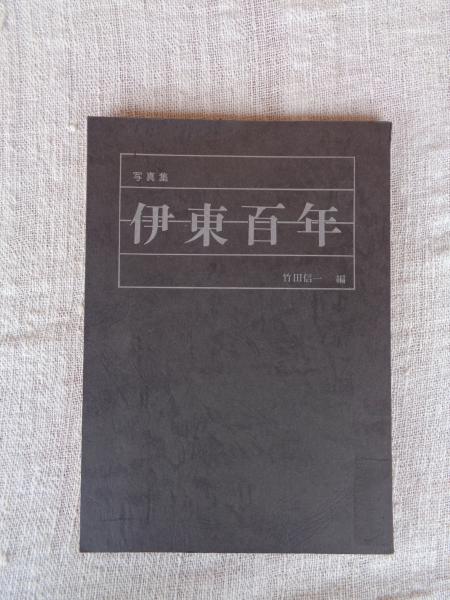 写真集
伊東百年
竹田信一 編